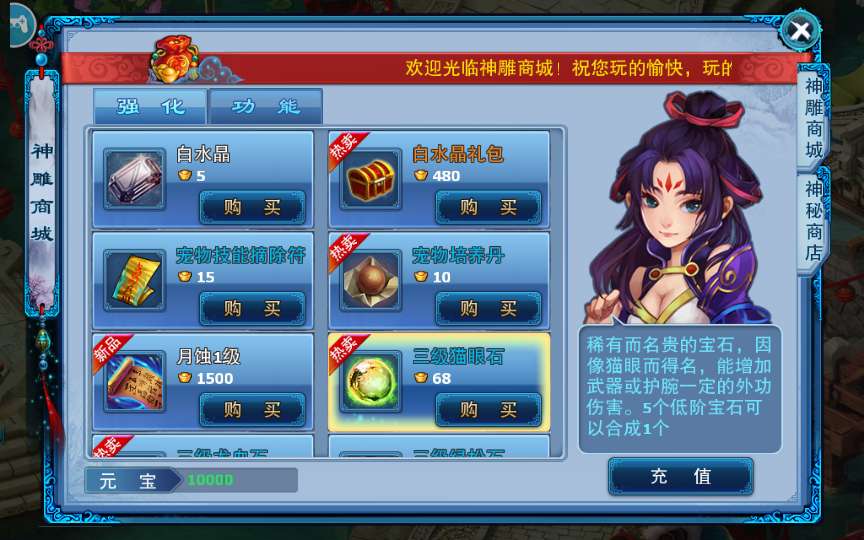 欢迎光临神雕商城！祝您玩的愉快，玩的
神雕商城
强 化
功 能
白水晶
5
购 买
热卖
白水晶礼包
480
购 买
宠物技能摘除符
15
购 买
热卖
宠物培养丹
10
购 买
新品
月蚀1级
1500
购 买
热卖
三级猫眼石
68
购 买
热卖
神雕商城
神秘商店
稀有而名贵的宝石，因
像猫眼而得名，能增加
武器或护腕一定的外功
伤害。5个低阶宝石可
以合成1个
元 宝
10000
充 值